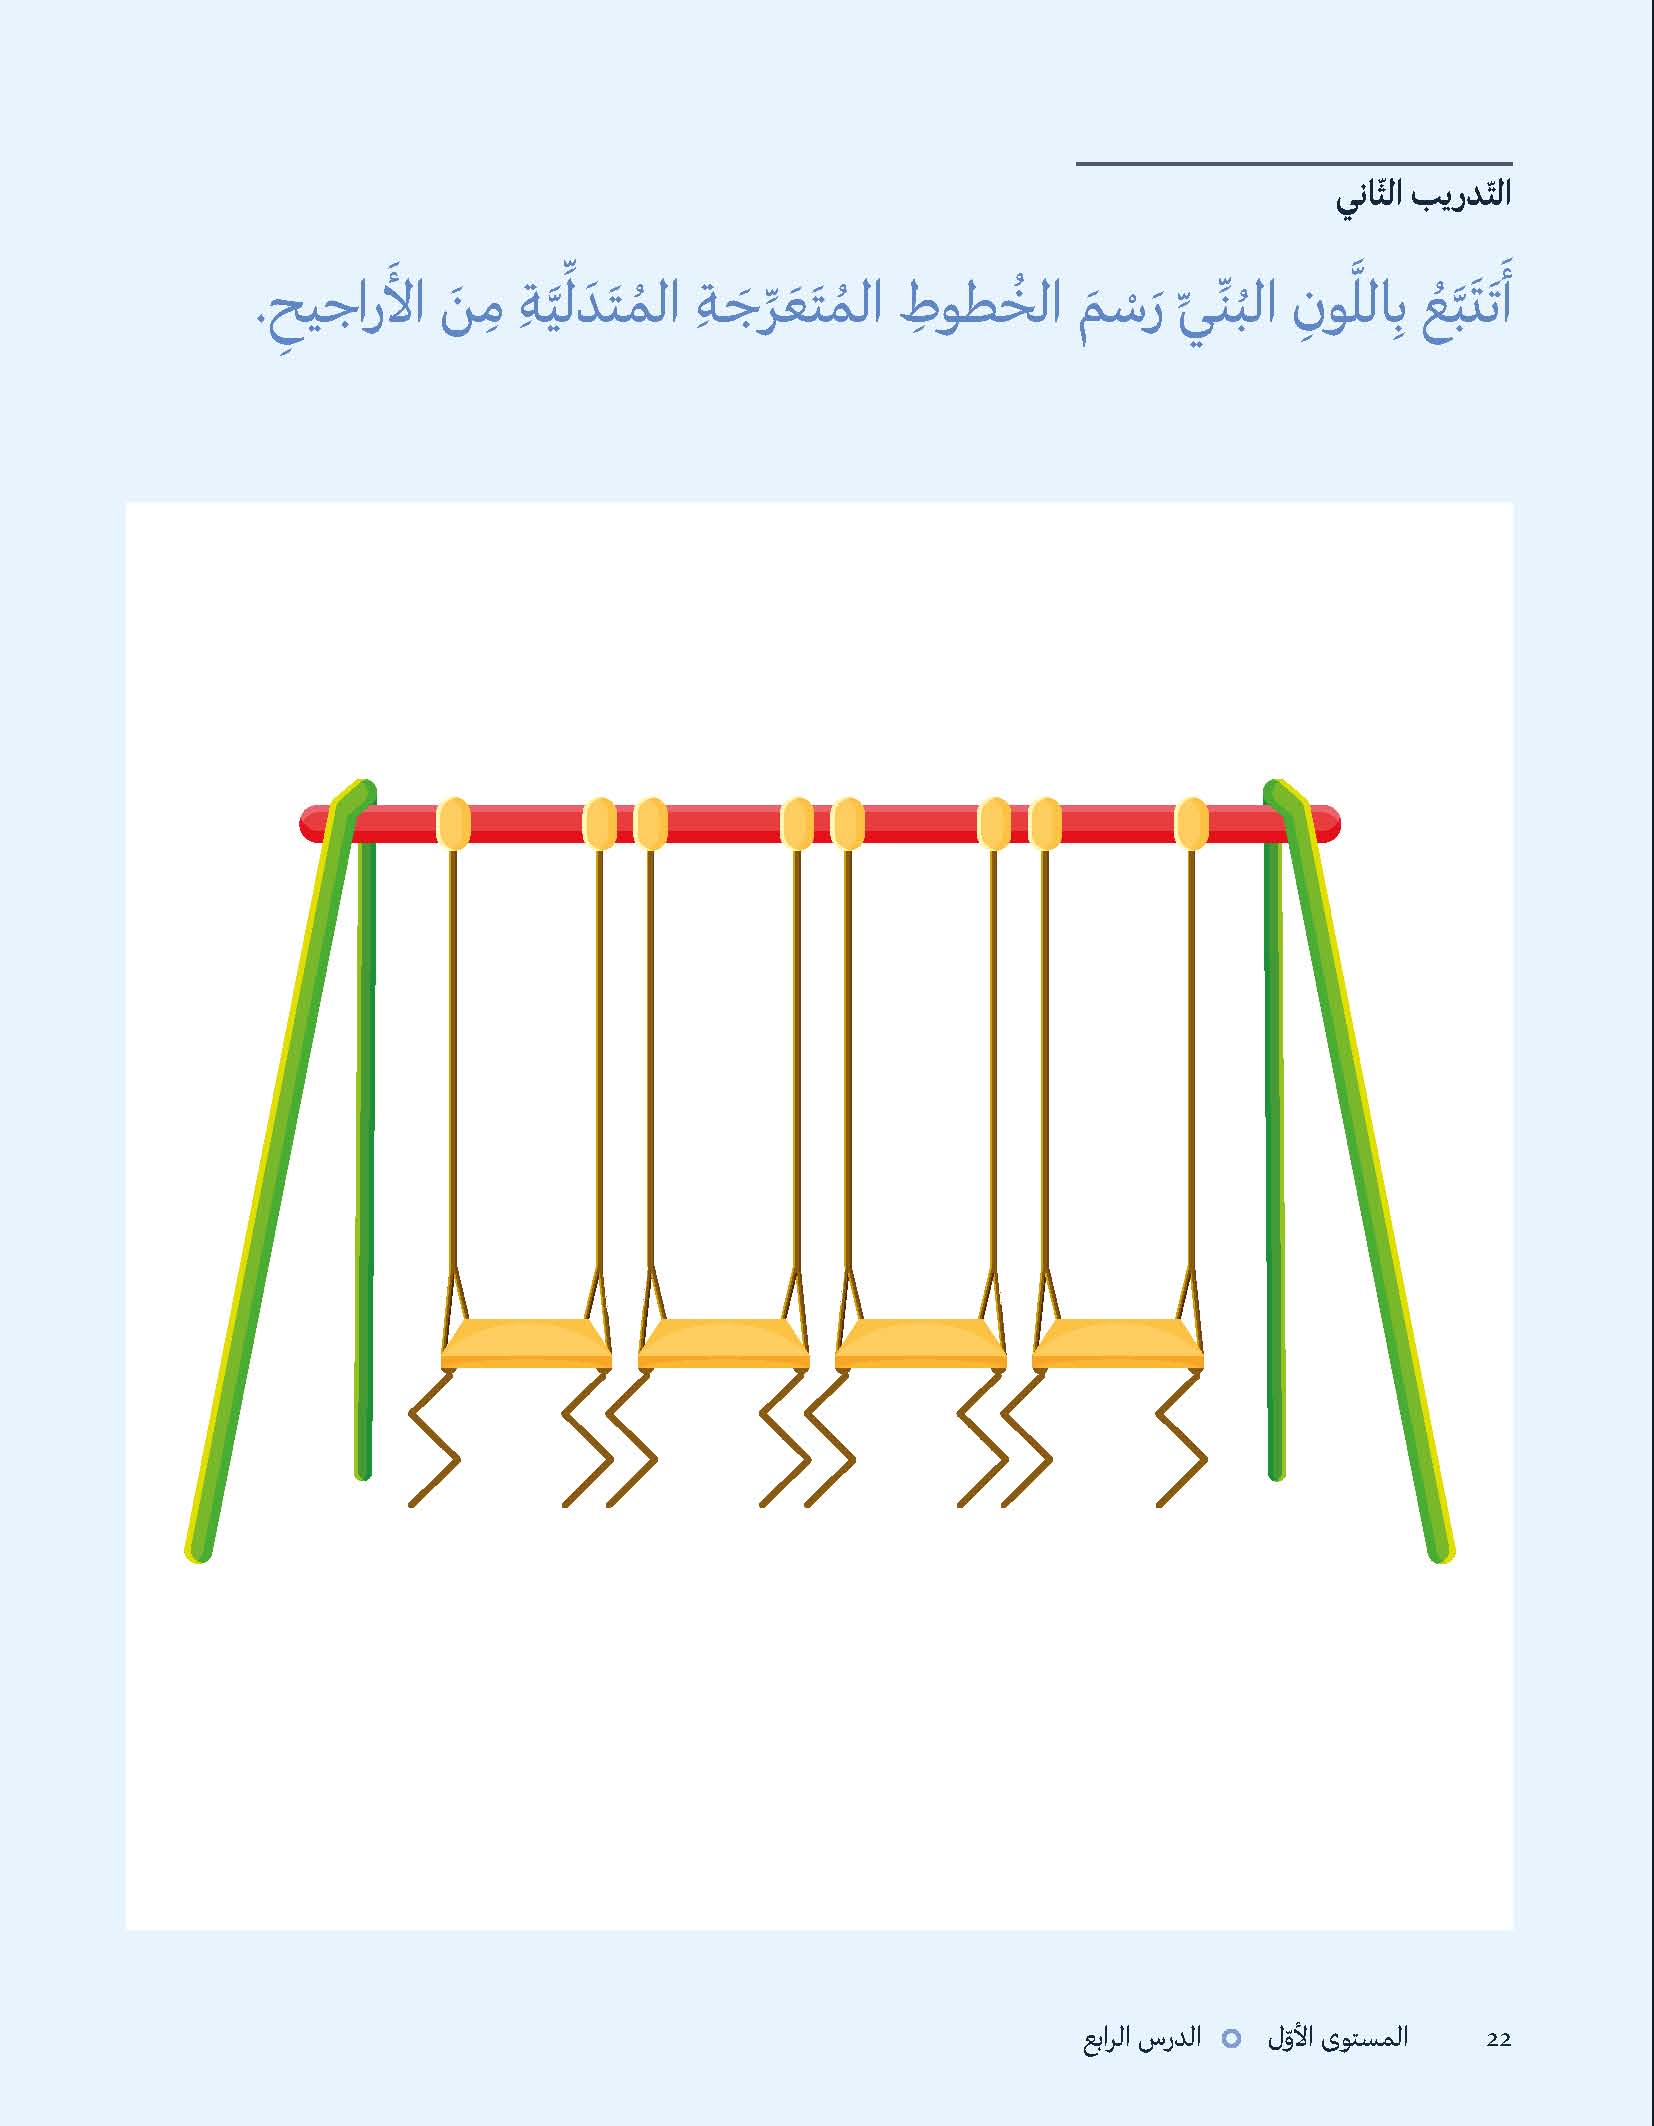 التّدريب الثّاني
أَتَتَبَّعُ بِاللَّونِ البُنِّيِّ رَسْمَ الخُطوطِ المُتَعَرِّجَةِ المُتَدَلِّيَّةِ مِنَ الأَراجيحِ.
22 المستوى الأوّل الدرس الرابع